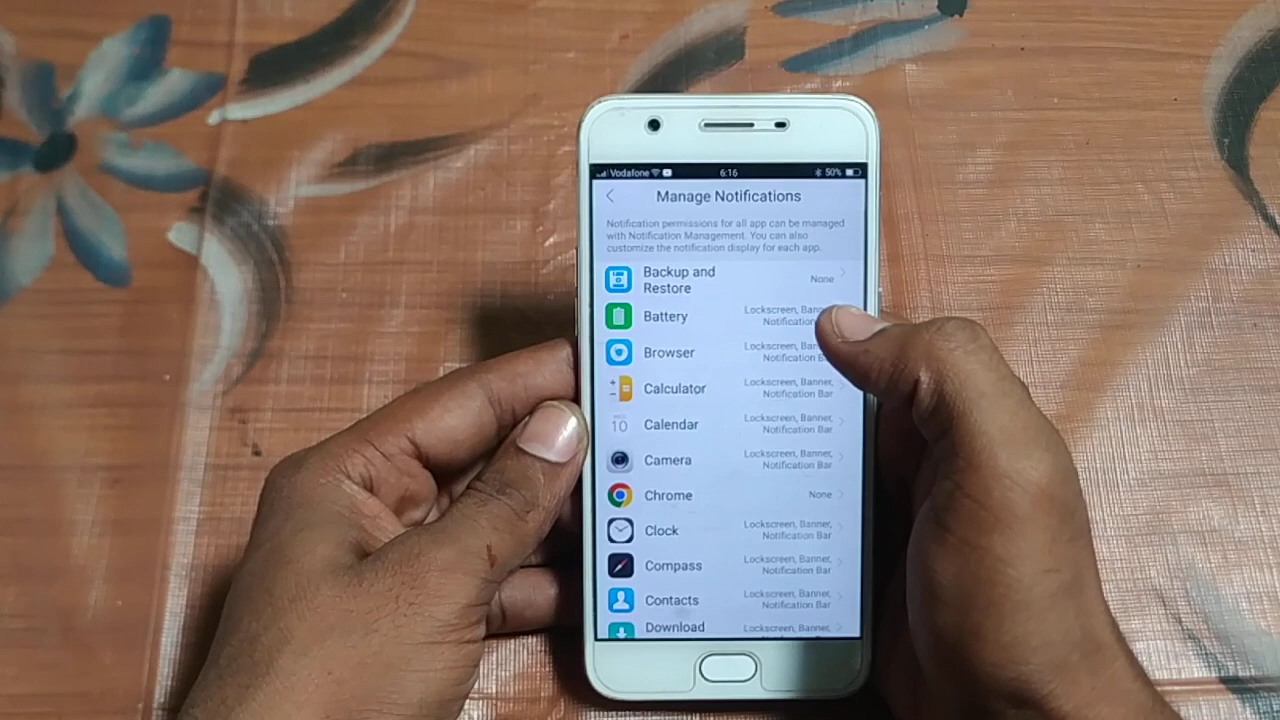 Vodafone 6:16 50%
Manage Notifications
Notification permissions for all app can be managed
with Notification Management. You can also
customize the notification display for each app.
Backup and
Restore
None
Battery
Lockscreen,
Notification
Browser
Lockscreen,
Notification
Calculator
Lockscreen, Banner,
Notification Bar
10
Calendar
Lockscreen, Banner,
Notification Bar
Camera
Lockscreen, Banner,
Notification Bar
Chrome
None
Clock
Lockscreen, Banner,
Notification Bar
Compass
Lockscreen, Banner,
Notification Bar
Contacts
Lockscreen, Banner,
Notification Bar
Download
Lockscreen, Banner,